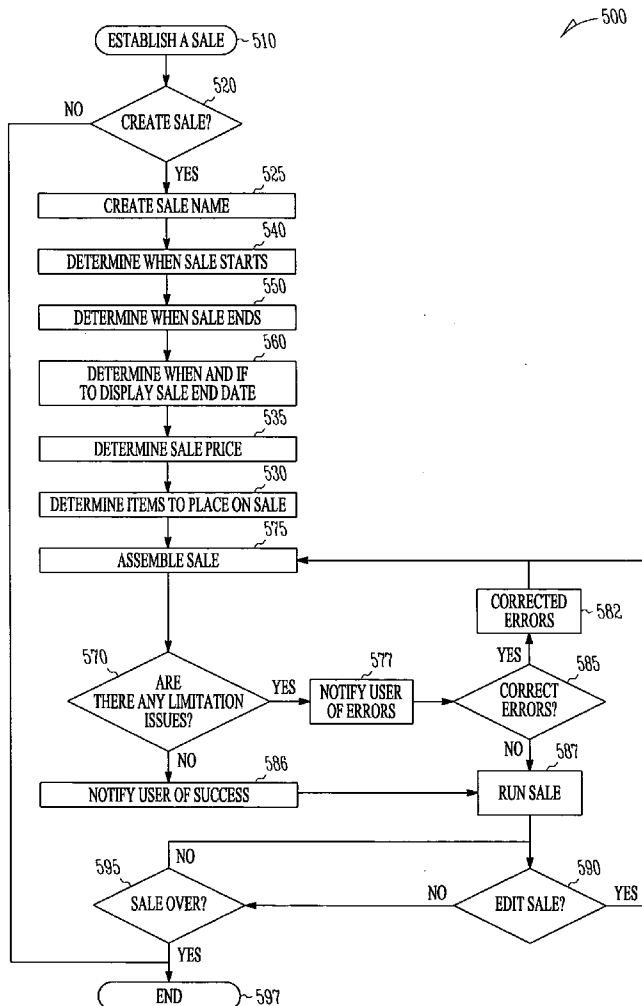 500
ESTABLISH A SALE
510
520
NO
CREATE SALE?
YES
525
CREATE SALE NAME
540
DETERMINE WHEN SALE STARTS
550
DETERMINE WHEN SALE ENDS
560
DETERMINE WHEN AND IF
TO DISPLAY SALE END DATE
535
DETERMINE SALE PRICE
530
DETERMINE ITEMS TO PLACE ON SALE
575
ASSEMBLE SALE
CORRECTED
ERRORS
582
570
ARE
THERE ANY LIMITATION
ISSUES?
YES
577
NOTIFY USER
OF ERRORS
YES
585
CORRECT
ERRORS?
NO
586
NOTIFY USER OF SUCCESS
NO
587
RUN SALE
595
NO
SALE OVER?
NO
590
EDIT SALE?
YES
YES
END
597